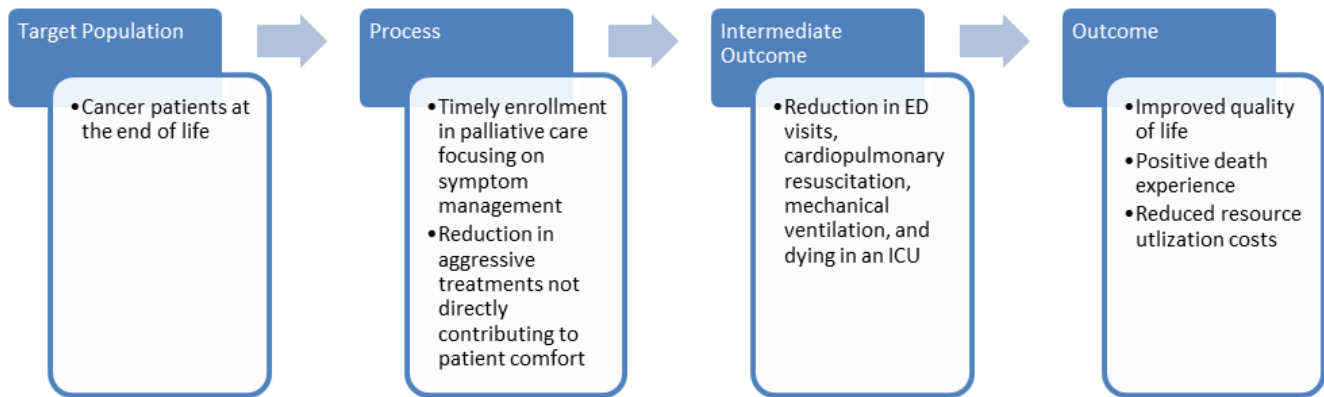 Target Population
•Cancer patients at
the end of life
Process
•Timely enrollment
in palliative care
focusing on
symptom
management
•Reduction in
aggressive
treatments not
directly
contributing to
patient comfort
Intermediate
Outcome
•Reduction in ED
visits,
cardiopulmonary
resuscitation,
mechanical
ventilation, and
dying in an ICU
Outcome
•Improved quality
of life
•Positive death
experience
•Reduced resource
utlization costs